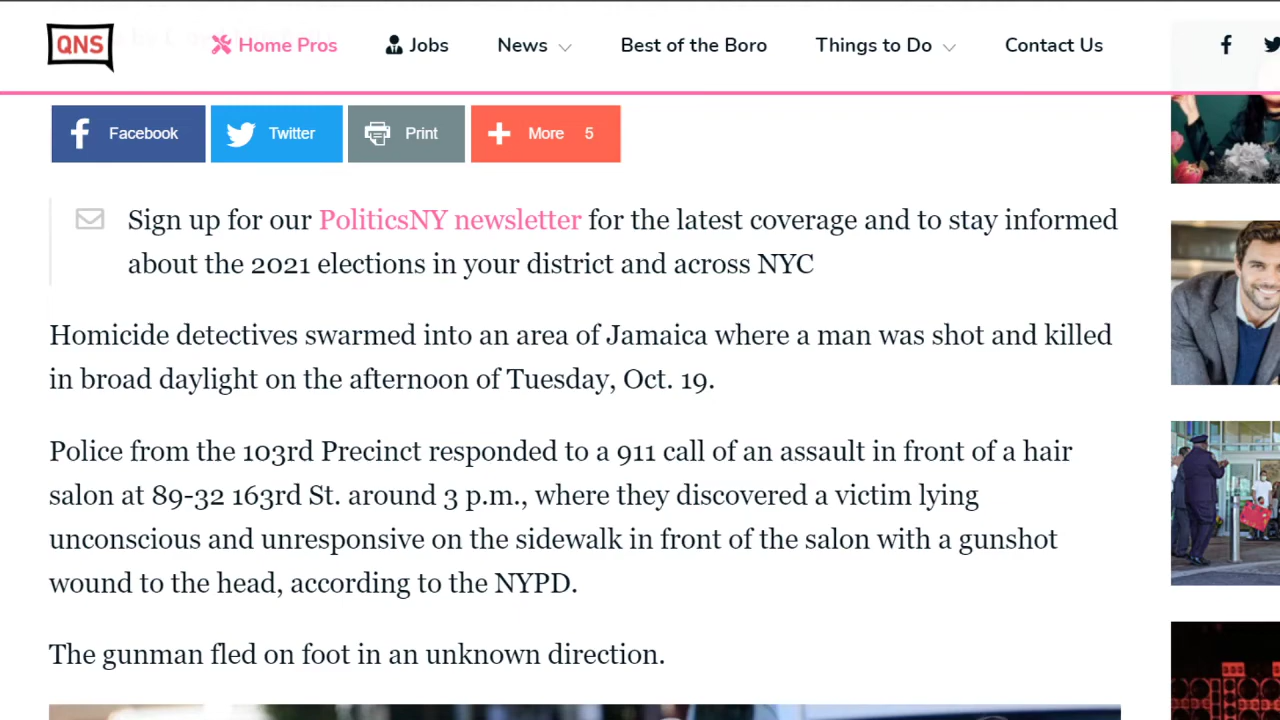 QNS
Home Pros
Jobs
News
Best of the Boro
Things to Do
Contact Us
Facebook
Twitter
Print
More 5
Sign up for our PoliticsNY newsletter for the latest coverage and to stay informed
about the 2021 elections in your district and across NYC
Homicide detectives swarmed into an area of Jamaica where a man was shot and killed
in broad daylight on the afternoon of Tuesday, Oct. 19.
Police from the 103rd Precinct responded to a 911 call of an assault in front of a hair
salon at 89-32 163rd St. around 3 p.m., where they discovered a victim lying
unconscious and unresponsive on the sidewalk in front of the salon with a gunshot
wound to the head, according to the NYPD.
The gunman fled on foot in an unknown direction.